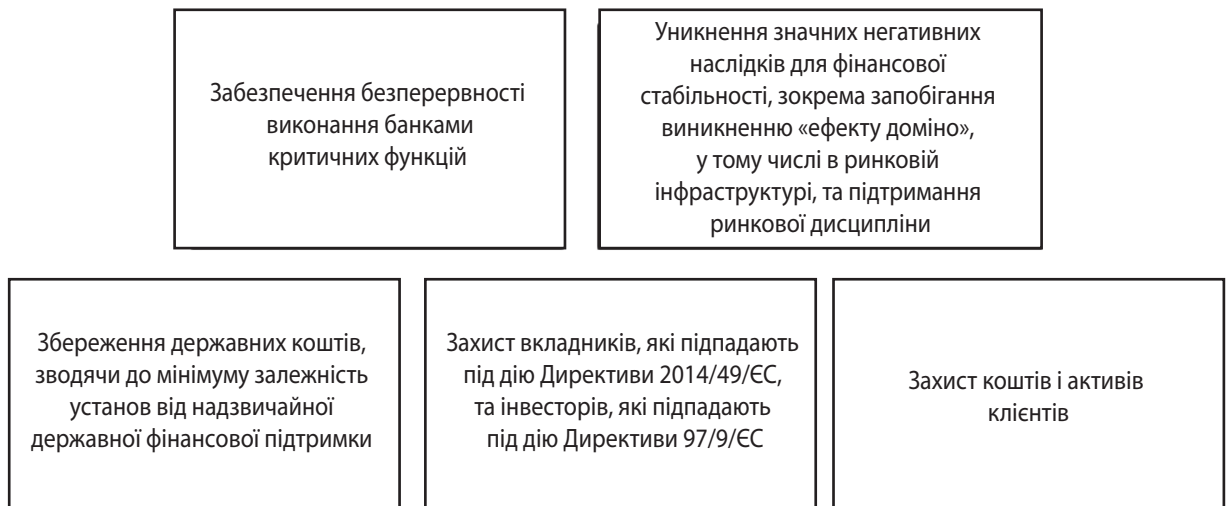 Забезпечення безперервності
виконання банками
критичних функцій
Уникнення значних негативних
наслідків для фінансової
стабільності, зокрема запобігання
виникненню «ефекту доміно»,
у тому числі в ринковій
інфраструктурі, та підтримання
ринкової дисципліни
Збереження державних коштів,
зводячи до мінімуму залежність
установ від надзвичайної
державної фінансової підтримки
Захист вкладників, які підпадають
під дію Директиви 2014/49/ЄС,
та інвесторів, які підпадають
під дію Директиви 97/9/ЄС
Захист коштів і активів
клієнтів